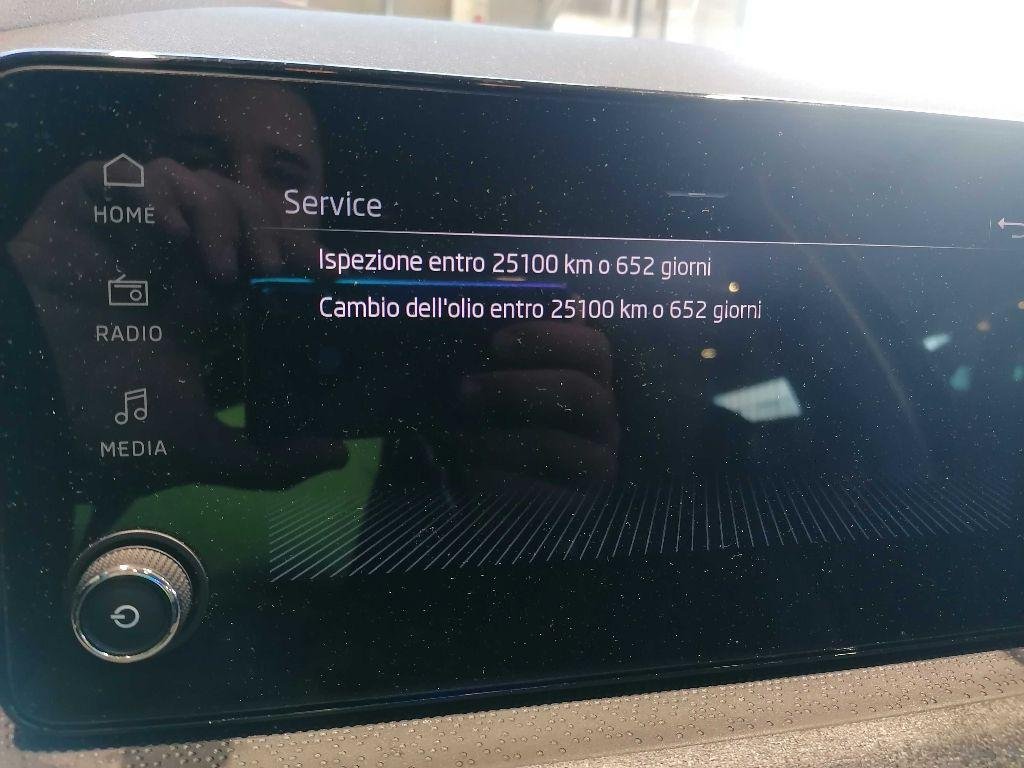 Service
HOME
Ispezione entro 25100 km o 652 giorni
Cambio dell'olio entro 25100 km o 652 giorni
RADIO
MEDIA